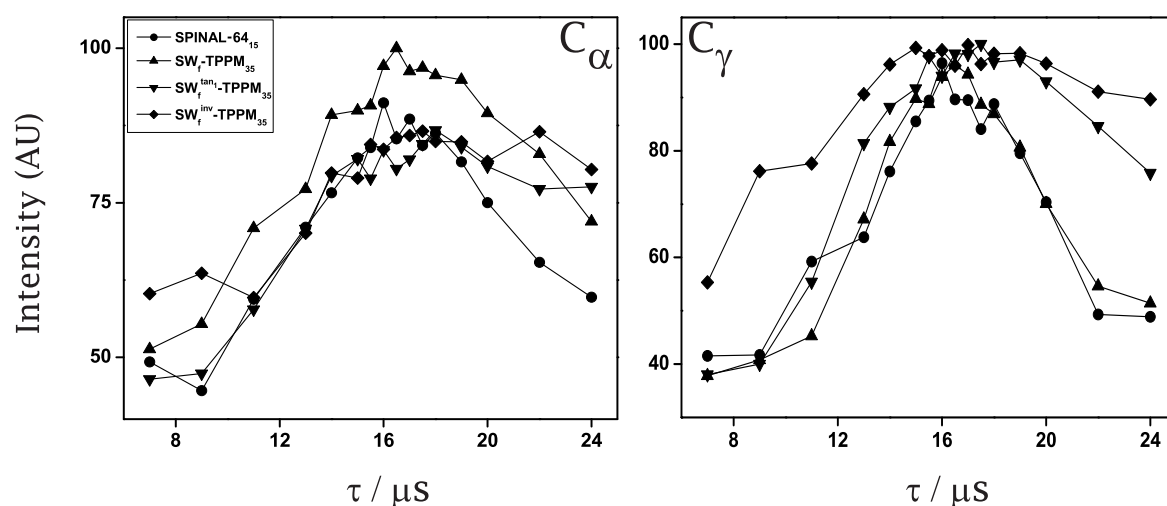 Intensity (AU)
100
75
50
SPINAL-64₁₅
SW_f-TPPM₃₅
SW_f^{tan₁}-TPPM₃₅
SW_f^{inv}-TPPM₃₅
C_α
8 12 16 20 24
τ / μs
C_γ
100
80
60
40
8 12 16 20 24
τ / μs